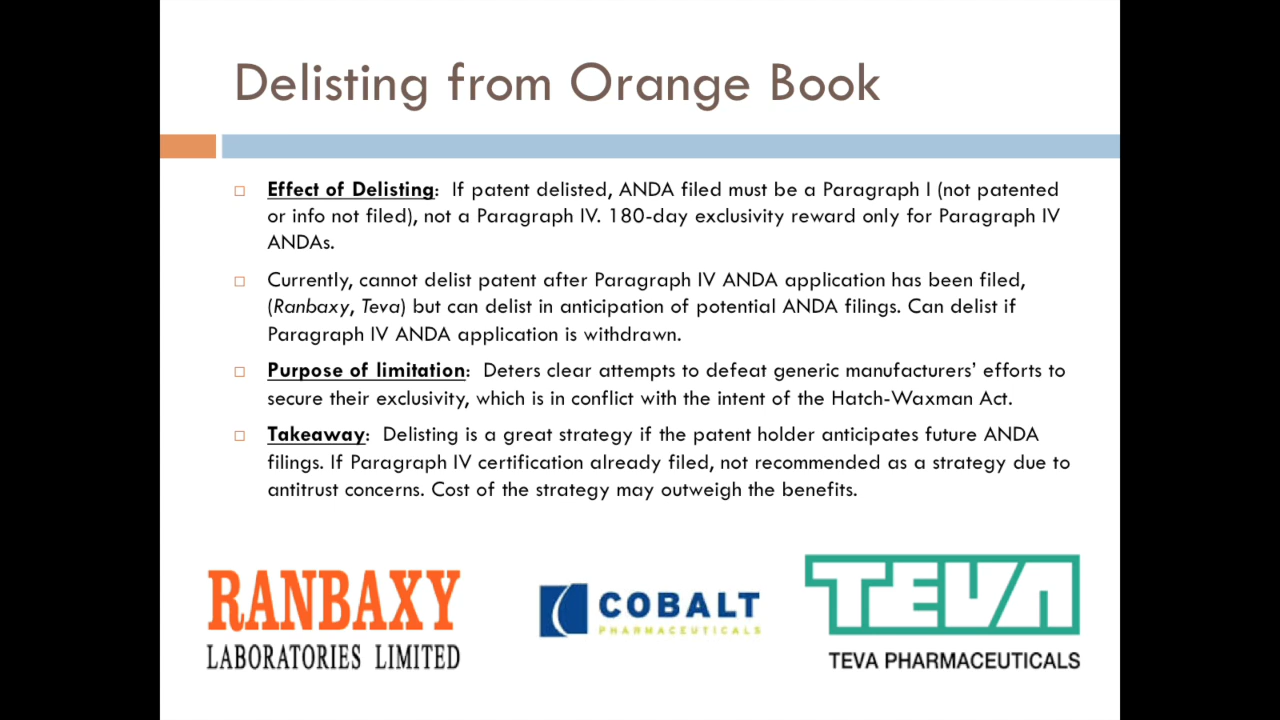 Delisting from Orange Book
Effect of Delisting: If patent delisted, ANDA filed must be a Paragraph I (not patented
or info not filed), not a Paragraph IV. 180-day exclusivity reward only for Paragraph IV
ANDAs.
Currently, cannot delist patent after Paragraph IV ANDA application has been filed,
(Ranbaxy, Teva) but can delist in anticipation of potential ANDA filings. Can delist if
Paragraph IV ANDA application is withdrawn.
Purpose of limitation: Deters clear attempts to defeat generic manufacturers’ efforts to
secure their exclusivity, which is in conflict with the intent of the Hatch-Waxman Act.
Takeaway: Delisting is a great strategy if the patent holder anticipates future ANDA
filings. If Paragraph IV certification already filed, not recommended as a strategy due to
antitrust concerns. Cost of the strategy may outweigh the benefits.
RANBAXY
LABORATORIES LIMITED
COBALT
PHARMACEUTICALS
TEVA
TEVA PHARMACEUTICALS